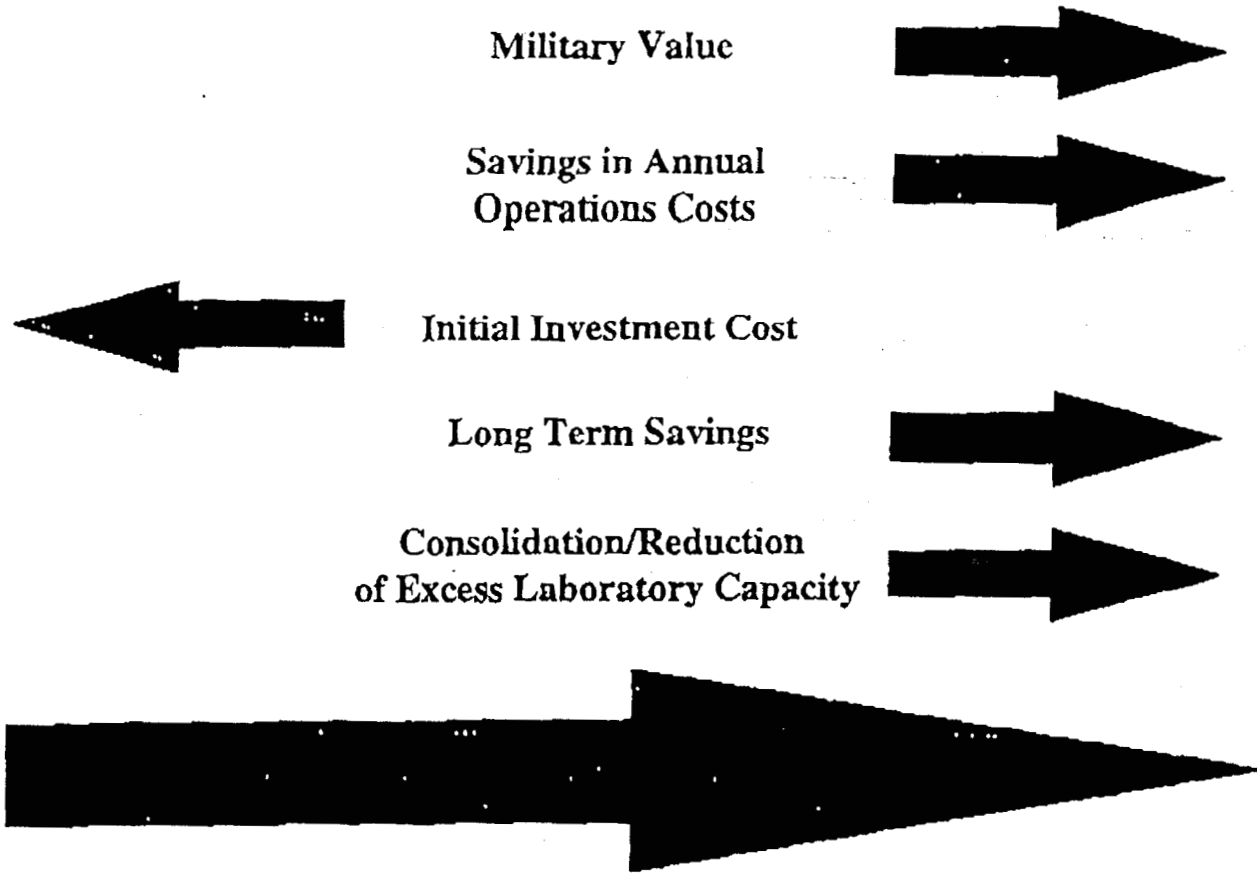 Military Value
Savings in Annual
Operations Costs
Initial Investment Cost
Long Term Savings
Consolidation/Reduction
of Excess Laboratory Capacity